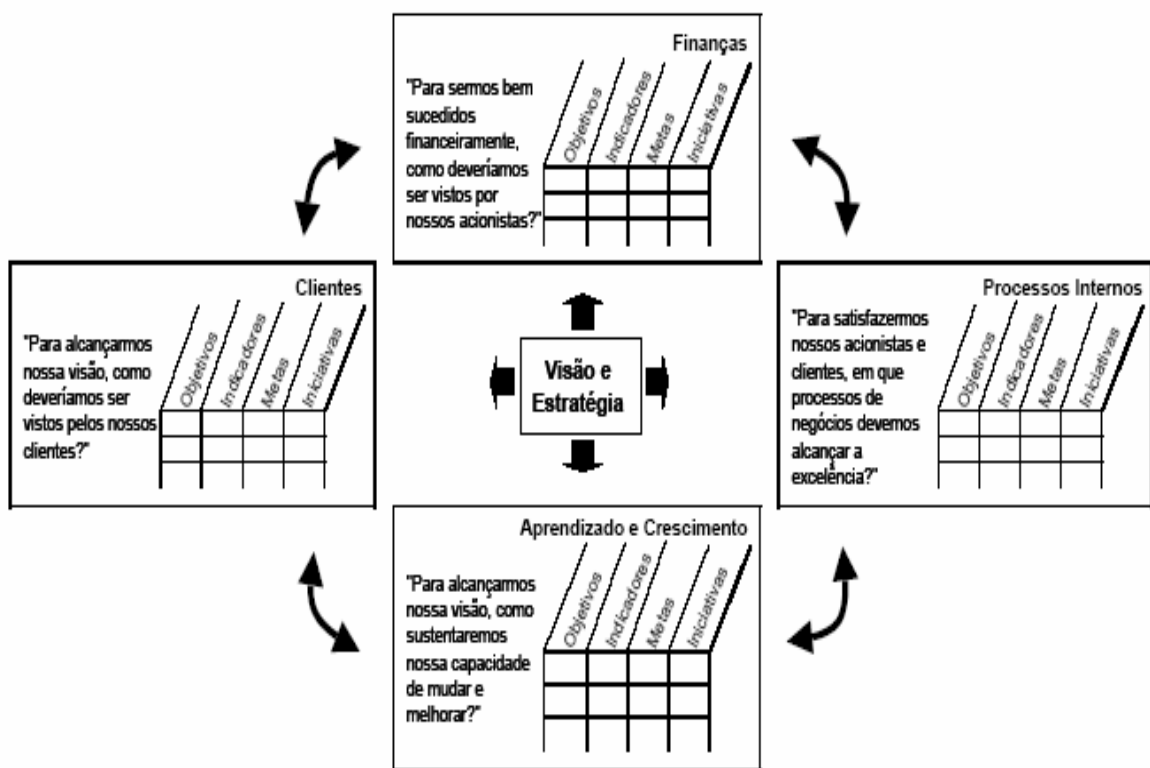 Finanças
"Para sermos bem
sucedidos
financeiramente,
como deveríamos
ser vistos por
nossos acionistas?"
Objetivos
Indicadores
Metas
Iniciativas
Clientes
"Para alcançarmos
nossa visão, como
deveríamos ser
vistos pelos nossos
clientes?"
Objetivos
Indicadores
Metas
Iniciativas
Visão e
Estratégia
Processos Internos
"Para satisfazermos
nossos acionistas e
clientes, em que
processos de
negócios devemos
alcançar a
excelência?"
Objetivos
Indicadores
Metas
Iniciativas
Aprendizado e Crescimento
"Para alcançarmos
nossa visão, como
sustentaremos
nossa capacidade
de mudar e
melhorar?"
Objetivos
Indicadores
Metas
Iniciativas